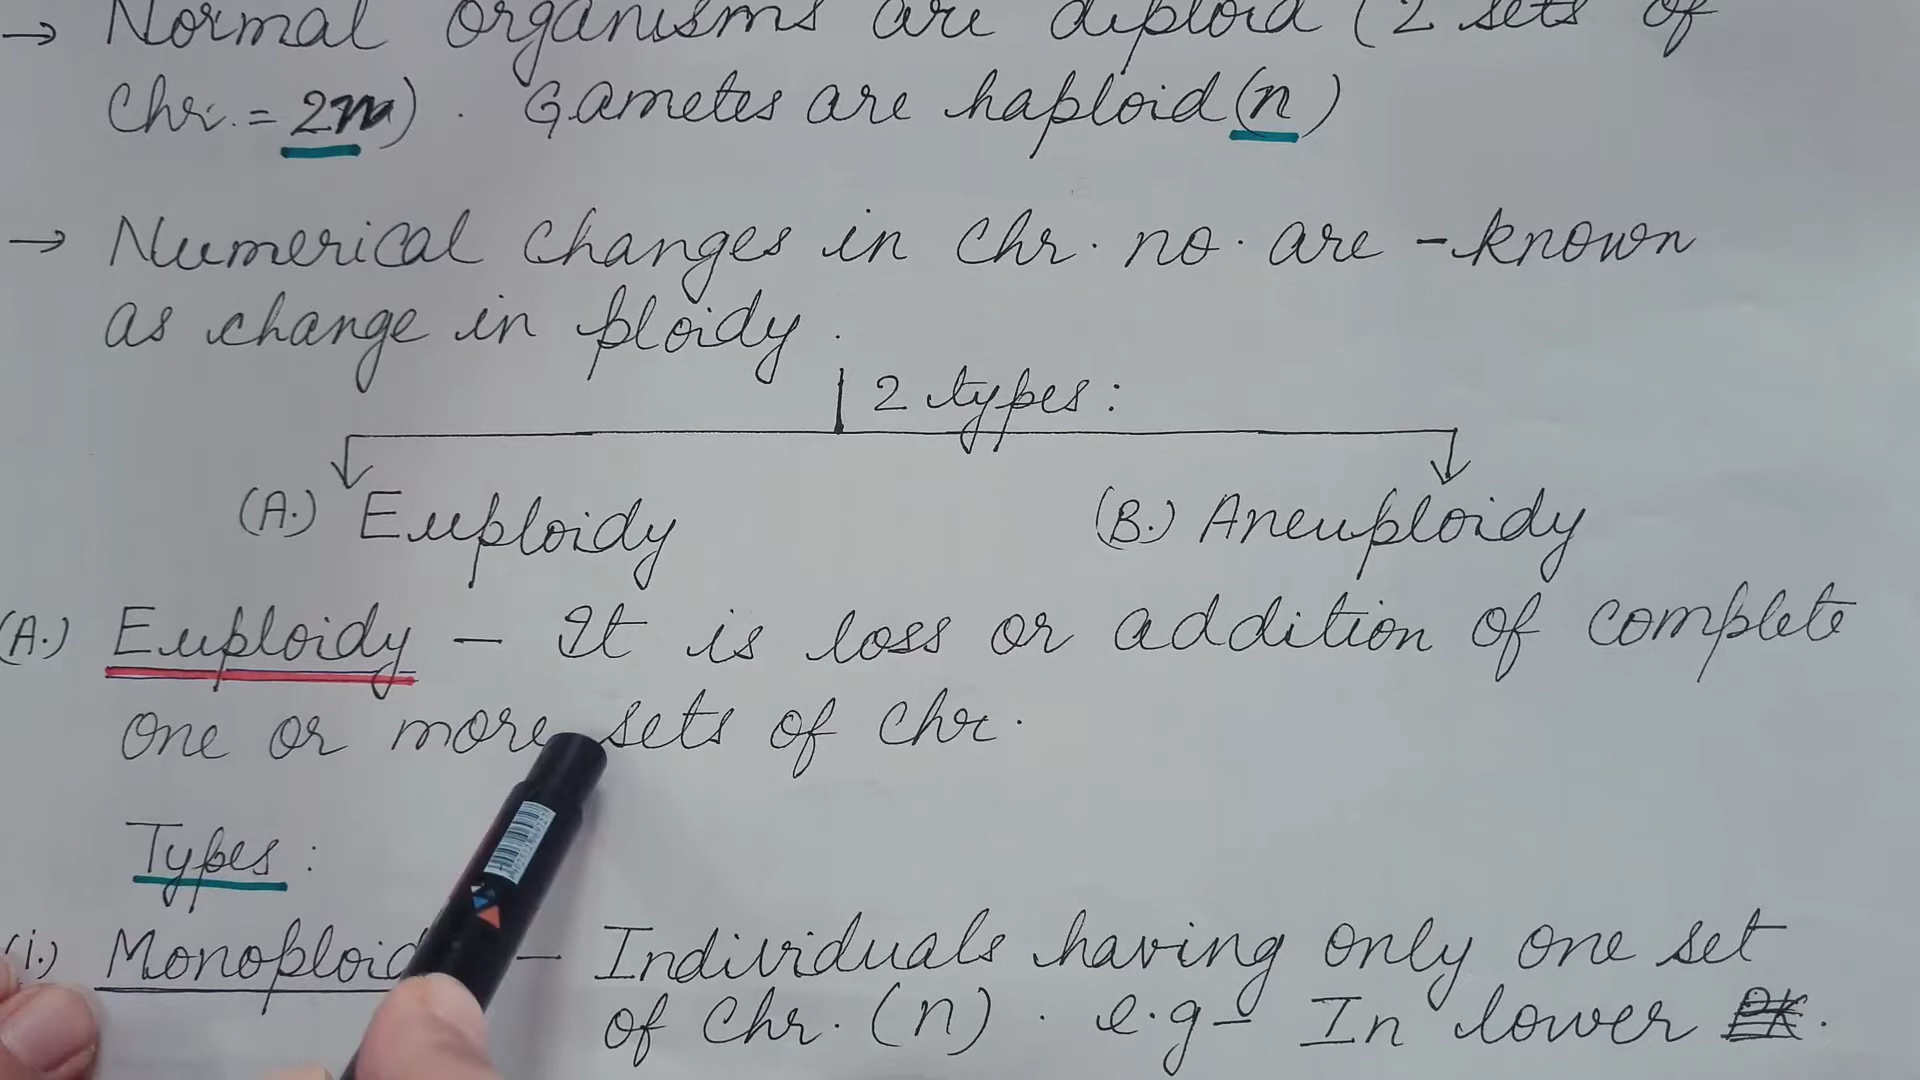 → Normal organisms are diploid (2 sets of
Chr. = 2n) . Gametes are haploid (n)
→ Numerical changes in Chr. no. are known
as change in ploidy.
2 types:
(A.) Euploidy (B.) Aneuploidy
(A.) Euploidy – It is loss or addition of complete
one or more sets of chr.
Types :
(i.) Monoploid – Individuals having only one set
of Chr. (n) . e.g – In lower